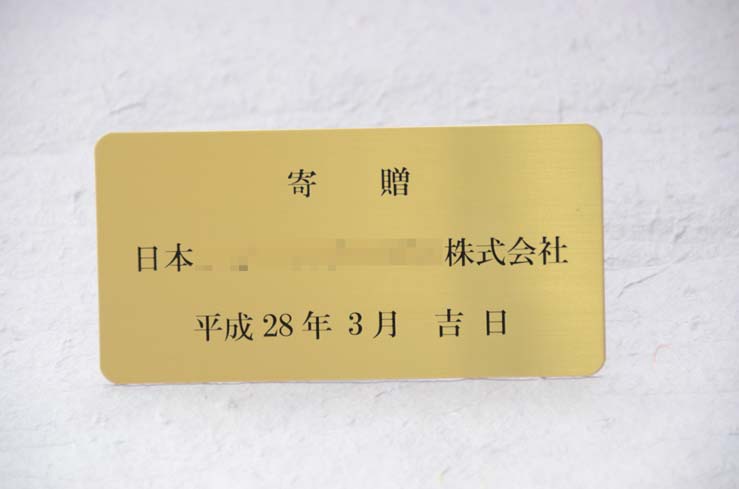 寄 贈
日本 株式会社
平成28年 3月 吉日